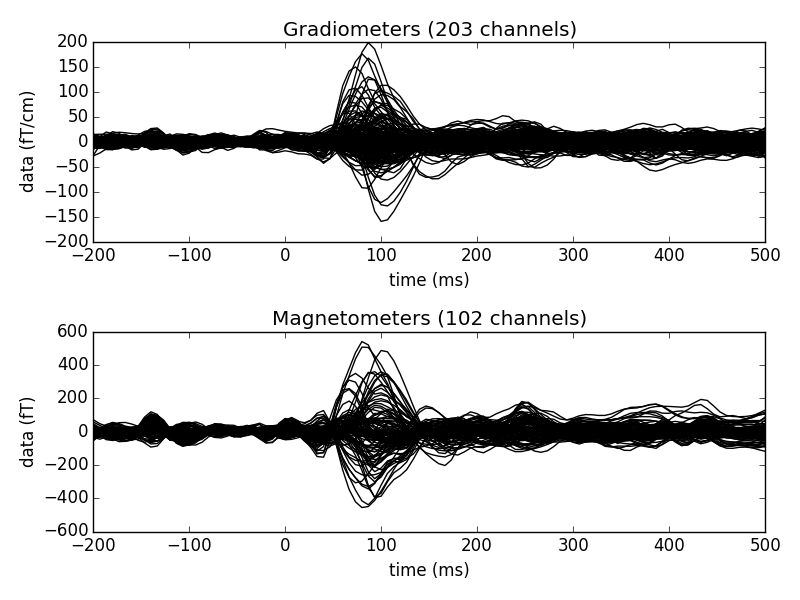 Gradiometers (203 channels)
200
150
100
50
0
−50
−100
−150
−200
data (fT/cm)
−200 −100 0 100 200 300 400 500
time (ms)
Magnetometers (102 channels)
600
400
200
0
−200
−400
−600
data (fT)
−200 −100 0 100 200 300 400 500
time (ms)